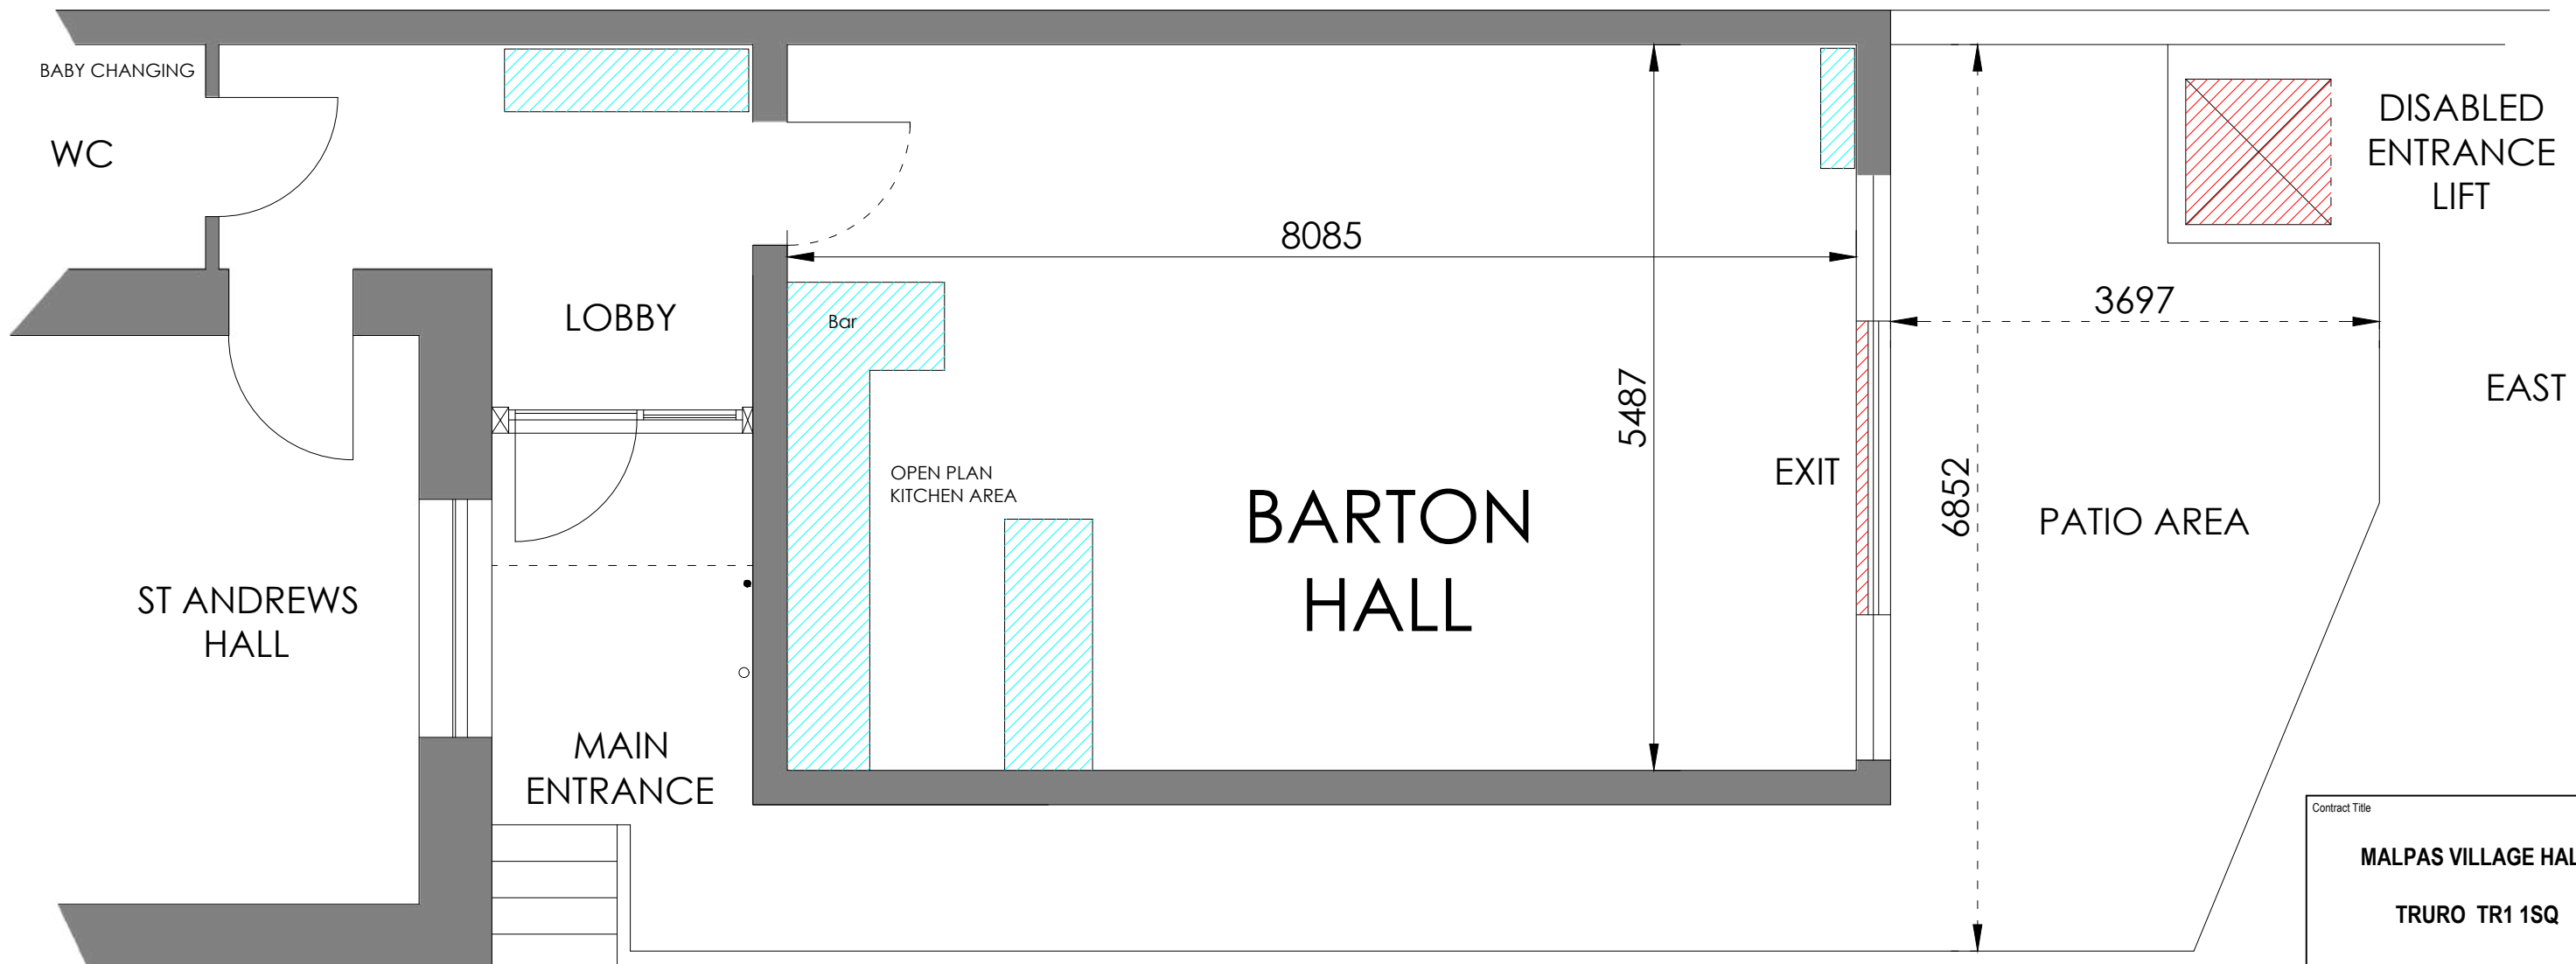 BABY CHANGING
WC
LOBBY
Bar
OPEN PLAN
KITCHEN AREA
ST ANDREWS
HALL
MAIN
ENTRANCE
8085
5487
BARTON
HALL
EXIT
6852
3697
PATIO AREA
DISABLED
ENTRANCE
LIFT
EAST
Contract Title
MALPAS VILLAGE HAL
TRURO TR1 1SQ